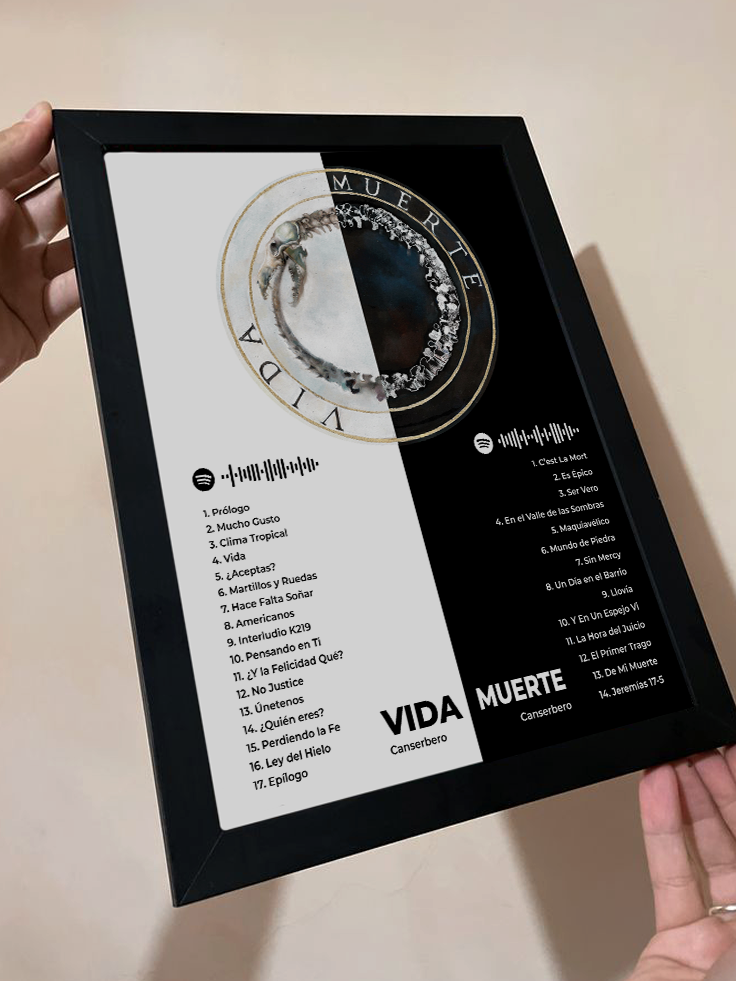 MUERTE
VIDA
1. Prólogo
2. Mucho Gusto
3. Clima Tropical
4. Vida
5. ¿Aceptas?
6. Martillos y Ruedas
7. Hace Falta Soñar
8. Americanos
9. Interludio K219
10. Pensando en Ti
11. ¿Y la Felicidad Qué?
12. No Justice
13. Únetenos
14. ¿Quién eres?
15. Perdiendo la Fe
16. Ley del Hielo
17. Epílogo
VIDA
Canserbero
1. C'est La Mort
2. Es Épico
3. Ser Vero
4. En el Valle de las Sombras
5. Maquiavélico
6. Mundo de Piedra
7. Sin Mercy
8. Un Día en el Barrio
9. Llovia
10. Y En Un Espejo Vi
11. La Hora del Juicio
12. El Primer Trago
13. De Mi Muerte
14. Jeremías 17-5
MUERTE
Canserbero